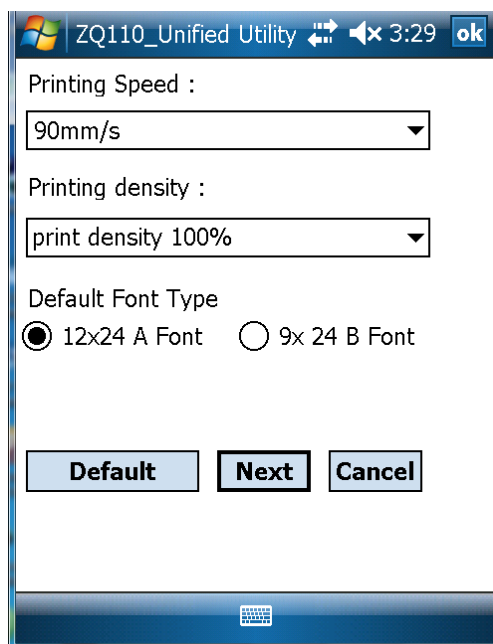 ZQ110_Unified Utility 3:29 ok
Printing Speed :
90mm/s
Printing density :
print density 100%
Default Font Type
12x24 A Font 9x 24 B Font
Default Next Cancel